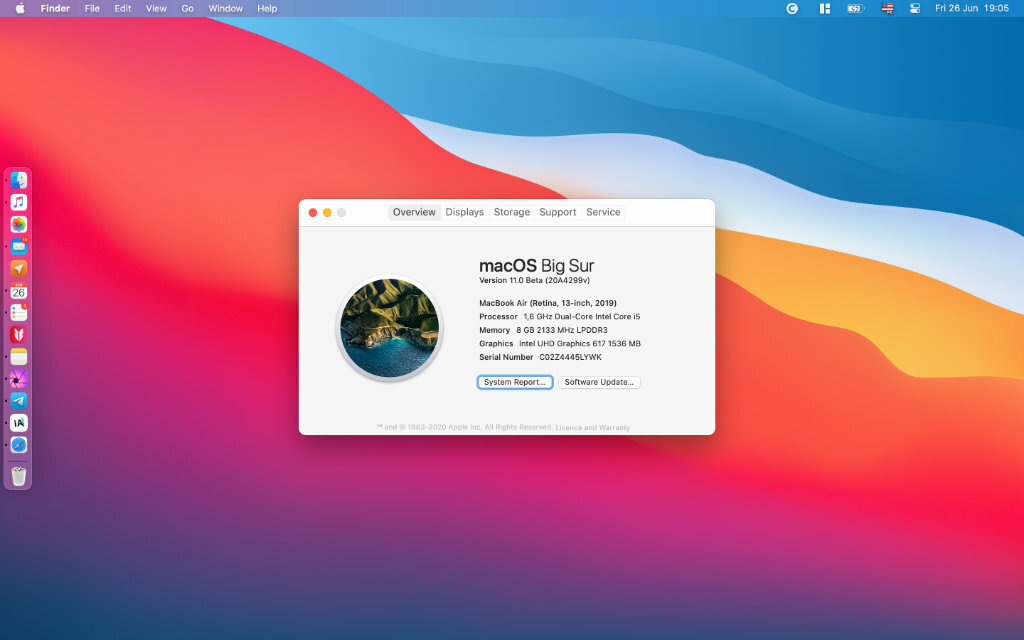 Finder File Edit View Go Window Help Fri 26 Jun 19:05
Overview Displays Storage Support Service
macOS Big Sur
Version 11.0 Beta (20A4299v)
MacBook Air (Retina, 13-inch, 2019)
Processor 1,6 GHz Dual-Core Intel Core i5
Memory 8 GB 2133 MHz LPDDR3
Graphics Intel UHD Graphics 617 1536 MB
Serial Number C02Z4445LYWK
System Report... Software Update...
™ and © 1983-2020 Apple Inc. All Rights Reserved. Licence and Warranty
26
iA